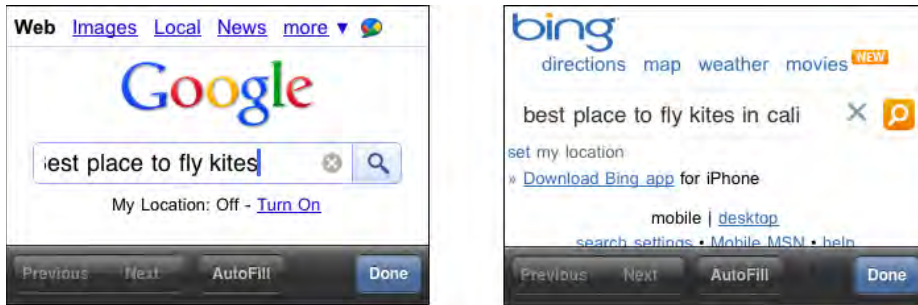 Web Images Local News more ▼
Google
est place to fly kites
My Location: Off - Turn On
Previous Next AutoFill Done
bing
directions map weather movies NEW
best place to fly kites in cali
set my location
» Download Bing app for iPhone
mobile | desktop
search settings • Mobile MSN • help
Previous Next AutoFill Done